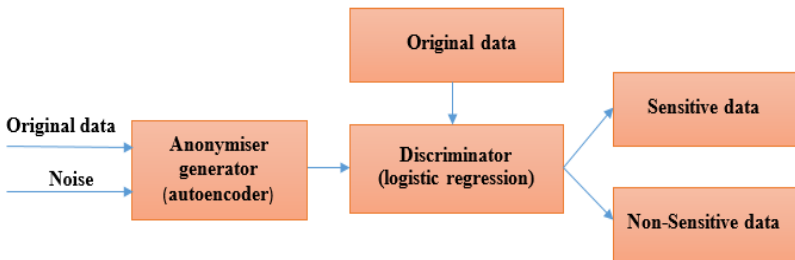 Original data
Original data
Noise
Anonymiser
generator
(autoencoder)
Discriminator
(logistic regression)
Sensitive data
Non-Sensitive data